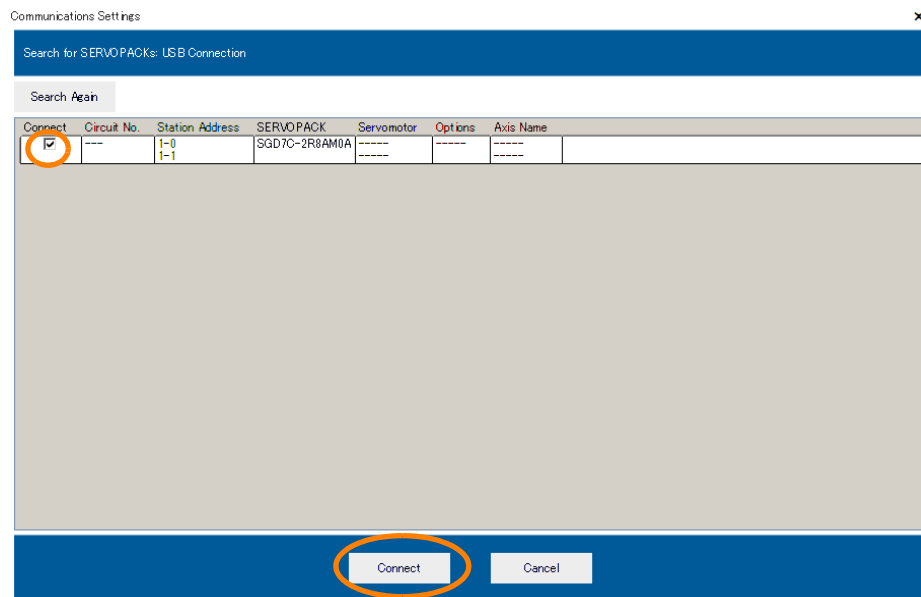 Communications Settings
Search for SERVOPACKs: USB Connection
Search Again
Connect Circuit No. Station Address SERVOPACK Servomotor Options Axis Name
--- 1-0 SGD7C-2R8AM0A ----- ----- -----
1-1 ----- -----
Connect Cancel